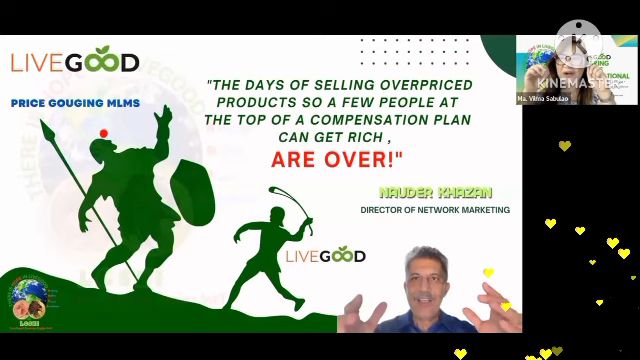 LIVEGOOD
PRICE GOUGING MLMS
"THE DAYS OF SELLING OVERPRICED
PRODUCTS SO A FEW PEOPLE AT
THE TOP OF A COMPENSATION PLAN
CAN GET RICH ,
ARE OVER!"
NAUDER KHAZAN
DIRECTOR OF NETWORK MARKETING
LIVEGOOD
KINEMASTER
Ma. Vilma Sabulao